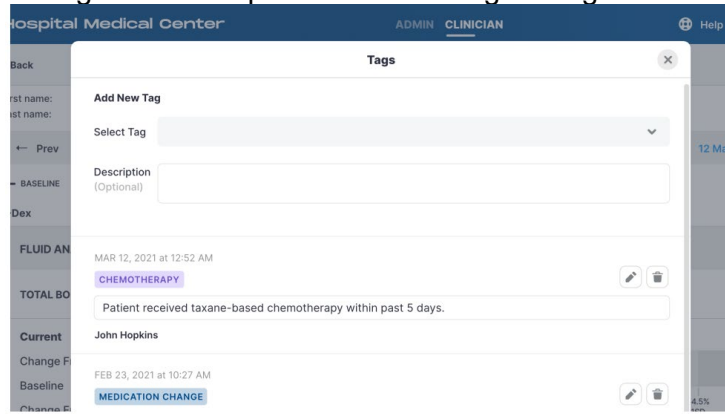 Hospital Medical Center
ADMIN CLINICIAN
Help
Back
Tags
Add New Tag
Select Tag
Description
(Optional)
rst name:
ast name:
← Prev
12 Ma
BASELINE
Dex
FLUID AN
TOTAL BO
Current
Change F
Baseline
Change F
MAR 12, 2021 at 12:52 AM
CHEMOTHERAPY
Patient received taxane-based chemotherapy within past 5 days.
John Hopkins
FEB 23, 2021 at 10:27 AM
MEDICATION CHANGE
4.5%